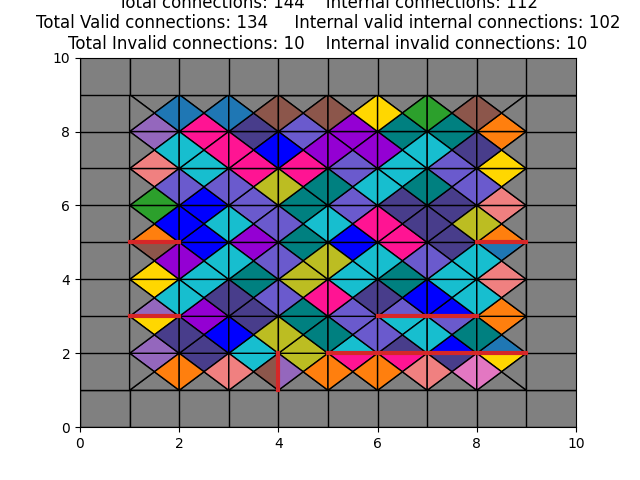 Total connections: 144    Internal connections: 112
Total Valid connections: 134    Internal valid internal connections: 102
Total Invalid connections: 10    Internal invalid connections: 10
10
8
6
4
2
0
0 2 4 6 8 10